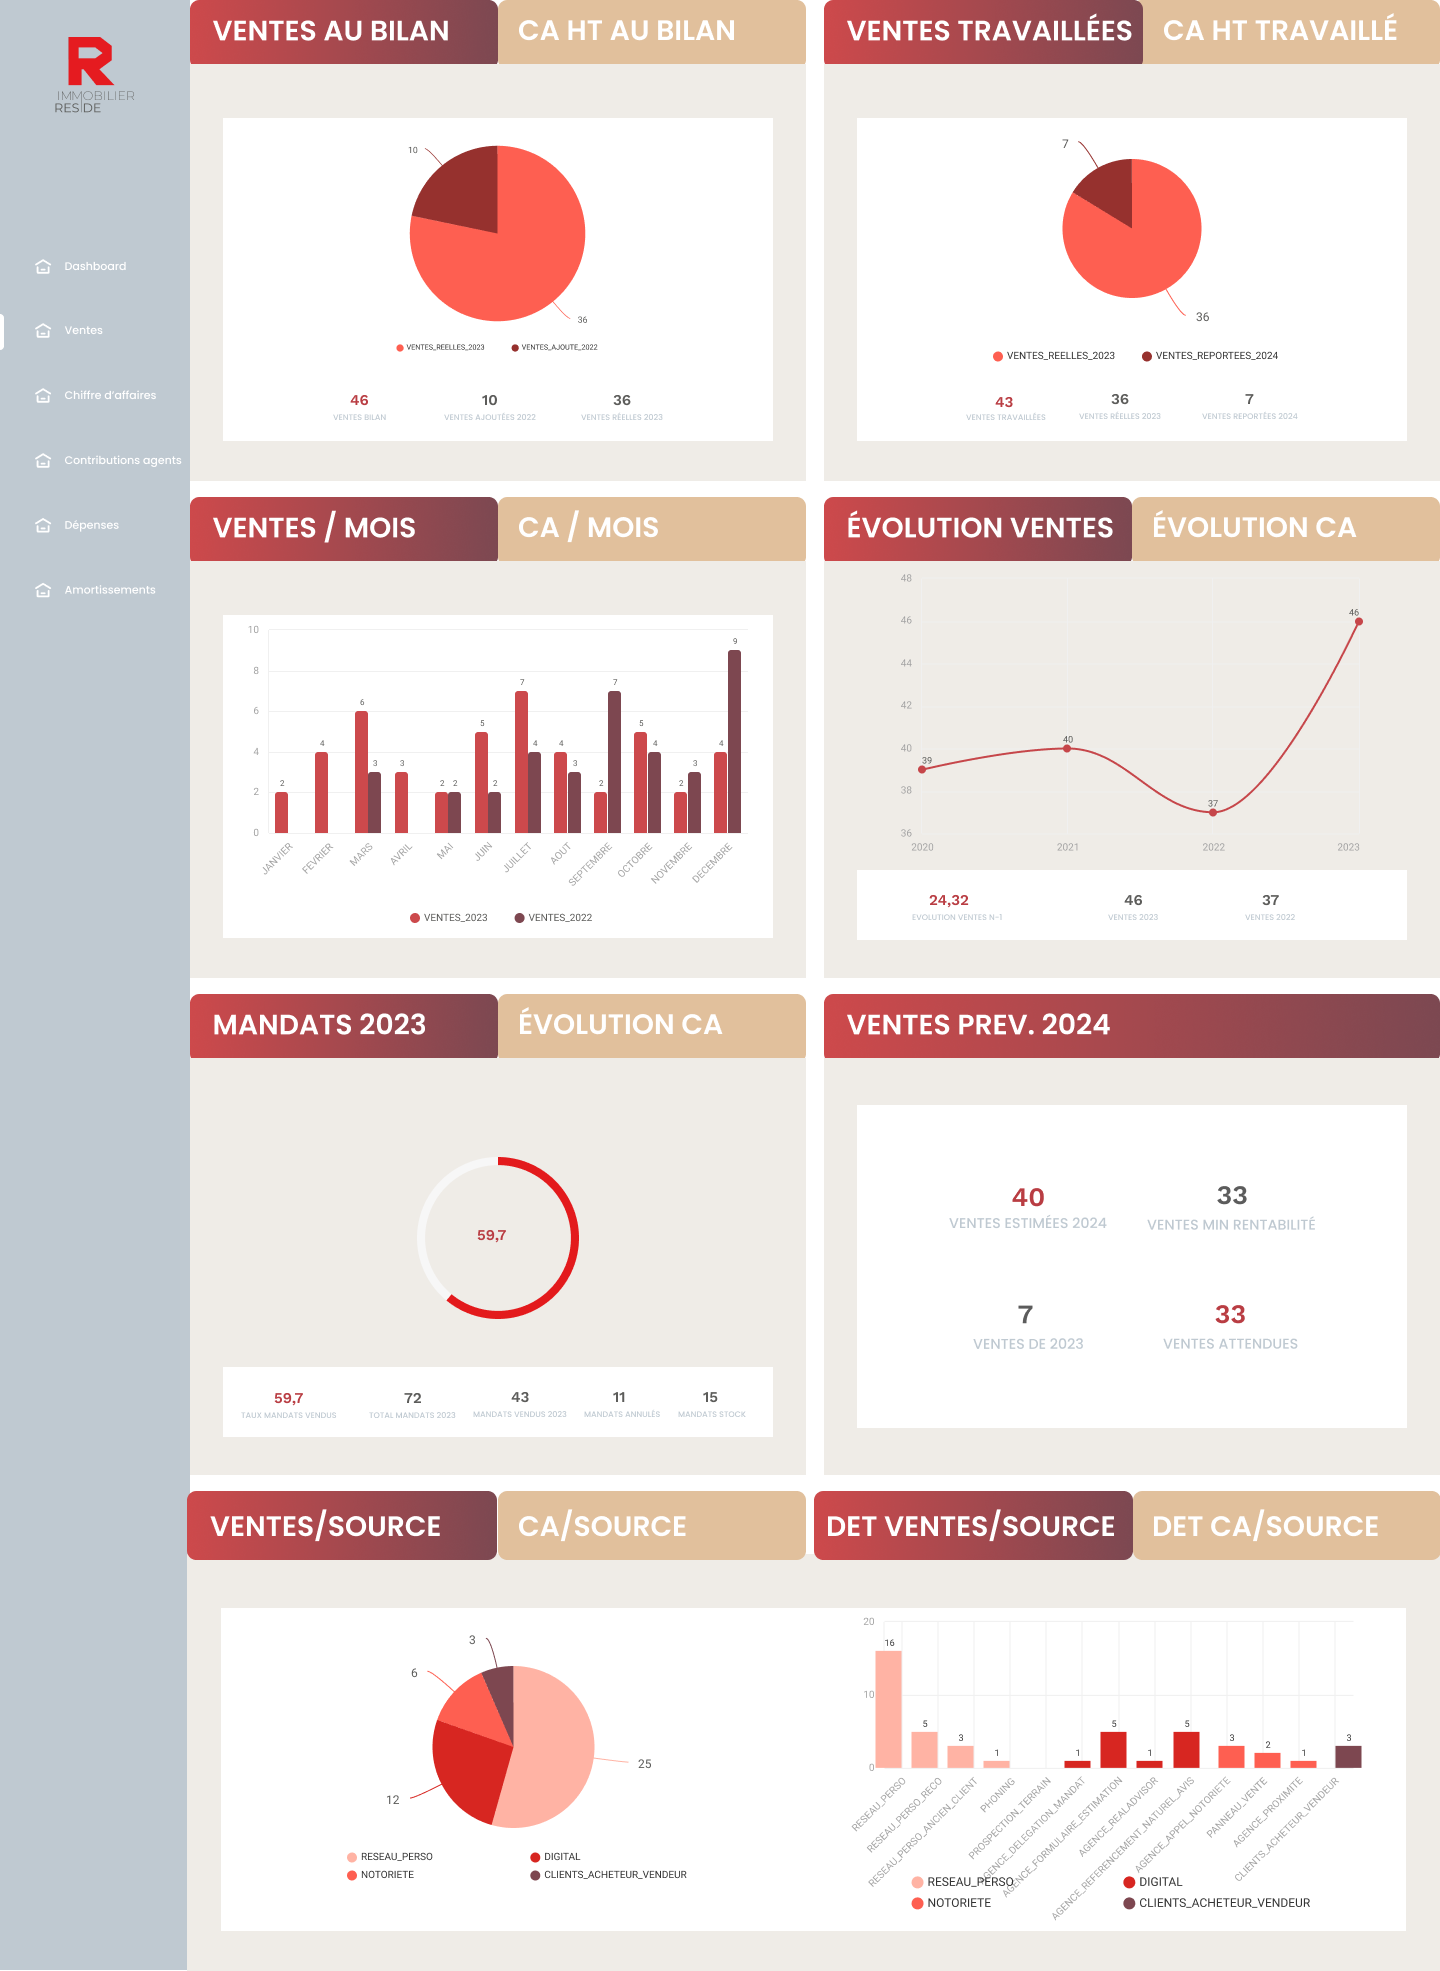 IMMOBILIER
RESIDE
Dashboard
Ventes
Chiffre d'affaires
Contributions agents
Dépenses
Amortissements
VENTES AU BILAN
CA HT AU BILAN
10
36
VENTES_REELLES_2023
VENTES_AJOUTE_2022
46
10
36
VENTES BILAN
VENTES AJOUTÉES 2022
VENTES RÉELLES 2023
VENTES TRAVAILLÉES
CA HT TRAVAILLÉ
7
36
VENTES_REELLES_2023
VENTES_REPORTEES_2024
43
36
7
VENTES TRAVAILLÉES
VENTES RÉELLES 2023
VENTES REPORTÉES 2024
VENTES / MOIS
CA / MOIS
10
8
6
4
2
0
2
4
6
3
3
2
2
5
2
7
4
4
3
2
7
5
4
2
3
4
9
JANVIER
FEVRIER
MARS
AVRIL
MAI
JUIN
JUILLET
AOUT
SEPTEMBRE
OCTOBRE
NOVEMBRE
DECEMBRE
VENTES_2023
VENTES_2022
ÉVOLUTION VENTES
ÉVOLUTION CA
48
46
44
42
40
38
36
39
40
37
46
2020
2021
2022
2023
24,32
46
37
EVOLUTION VENTES N-1
VENTES 2023
VENTES 2022
MANDATS 2023
ÉVOLUTION CA
59,7
59,7
72
43
11
15
TAUX MANDATS VENDUS
TOTAL MANDATS 2023
MANDATS VENDUS 2023
MANDATS ANNULÉS
MANDATS STOCK
VENTES PREV. 2024
40
33
VENTES ESTIMÉES 2024
VENTES MIN RENTABILITÉ
7
33
VENTES DE 2023
VENTES ATTENDUES
VENTES/SOURCE
CA/SOURCE
3
6
25
12
RESEAU_PERSO
DIGITAL
NOTORIETE
CLIENTS_ACHETEUR_VENDEUR
DET VENTES/SOURCE
DET CA/SOURCE
20
10
0
16
5
3
1
1
5
1
5
3
2
1
3
RESEAU_PERSO
RESEAU_PERSO_RECO
RESEAU_PERSO_ANCIEN_CLIENT
PHONING
PROSPECTION_TERRAIN
AGENCE_DELEGATION_MANDAT
AGENCE_FORMULAIRE_ESTIMATION
AGENCE_REALADVISOR
AGENCE_REFERENCEMENT_NATUREL_AVIS
AGENCE_APPEL_NOTORIETE
PANNEAU_VENTE
AGENCE_PROXIMITE
CLIENTS_ACHETEUR_VENDEUR
RESEAU_PERSO
DIGITAL
NOTORIETE
CLIENTS_ACHETEUR_VENDEUR